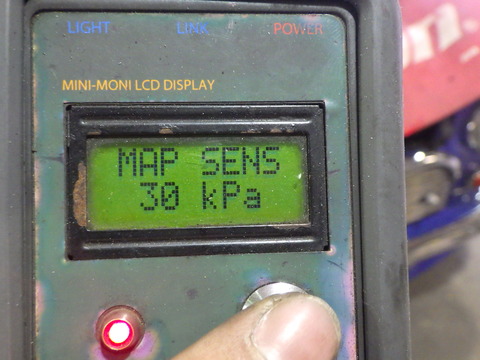 LIGHT LINK POWER
MINI-MONI LCD DISPLAY
MAP SENS
30 kPa